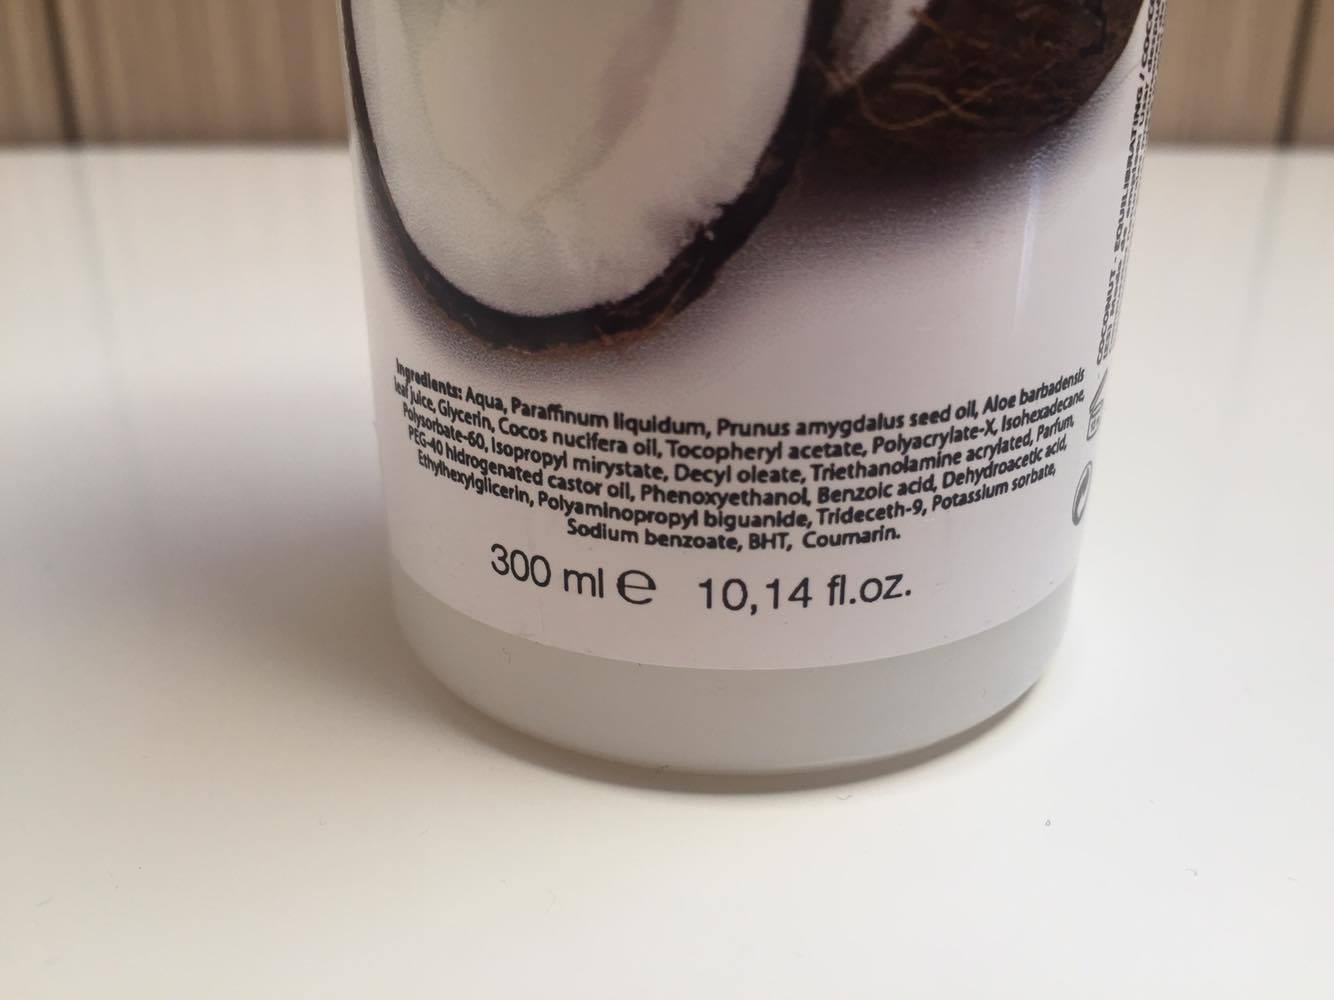 Ingredients: Aqua, Paraffinum liquidum, Prunus amygdalus seed oil, Aloe barbadensis
leaf juice, Glycerin, Cocos nucifera oil, Tocopheryl acetate, Polyacrylate-X, Isohexadecane,
Polysorbate-60, Isopropyl mirystate, Decyl oleate, Triethanolamine acrylated, Parfum,
PEG-40 hidrogenated castor oil, Phenoxyethanol, Benzoic acid, Dehydroacetic acid,
Ethylhexylglicerin, Polyaminopropyl biguanide, Trideceth-9, Potassium sorbate,
Sodium benzoate, BHT, Coumarin.
300 ml e 10,14 fl.oz.
COCONUT - EQUILIBRATING /